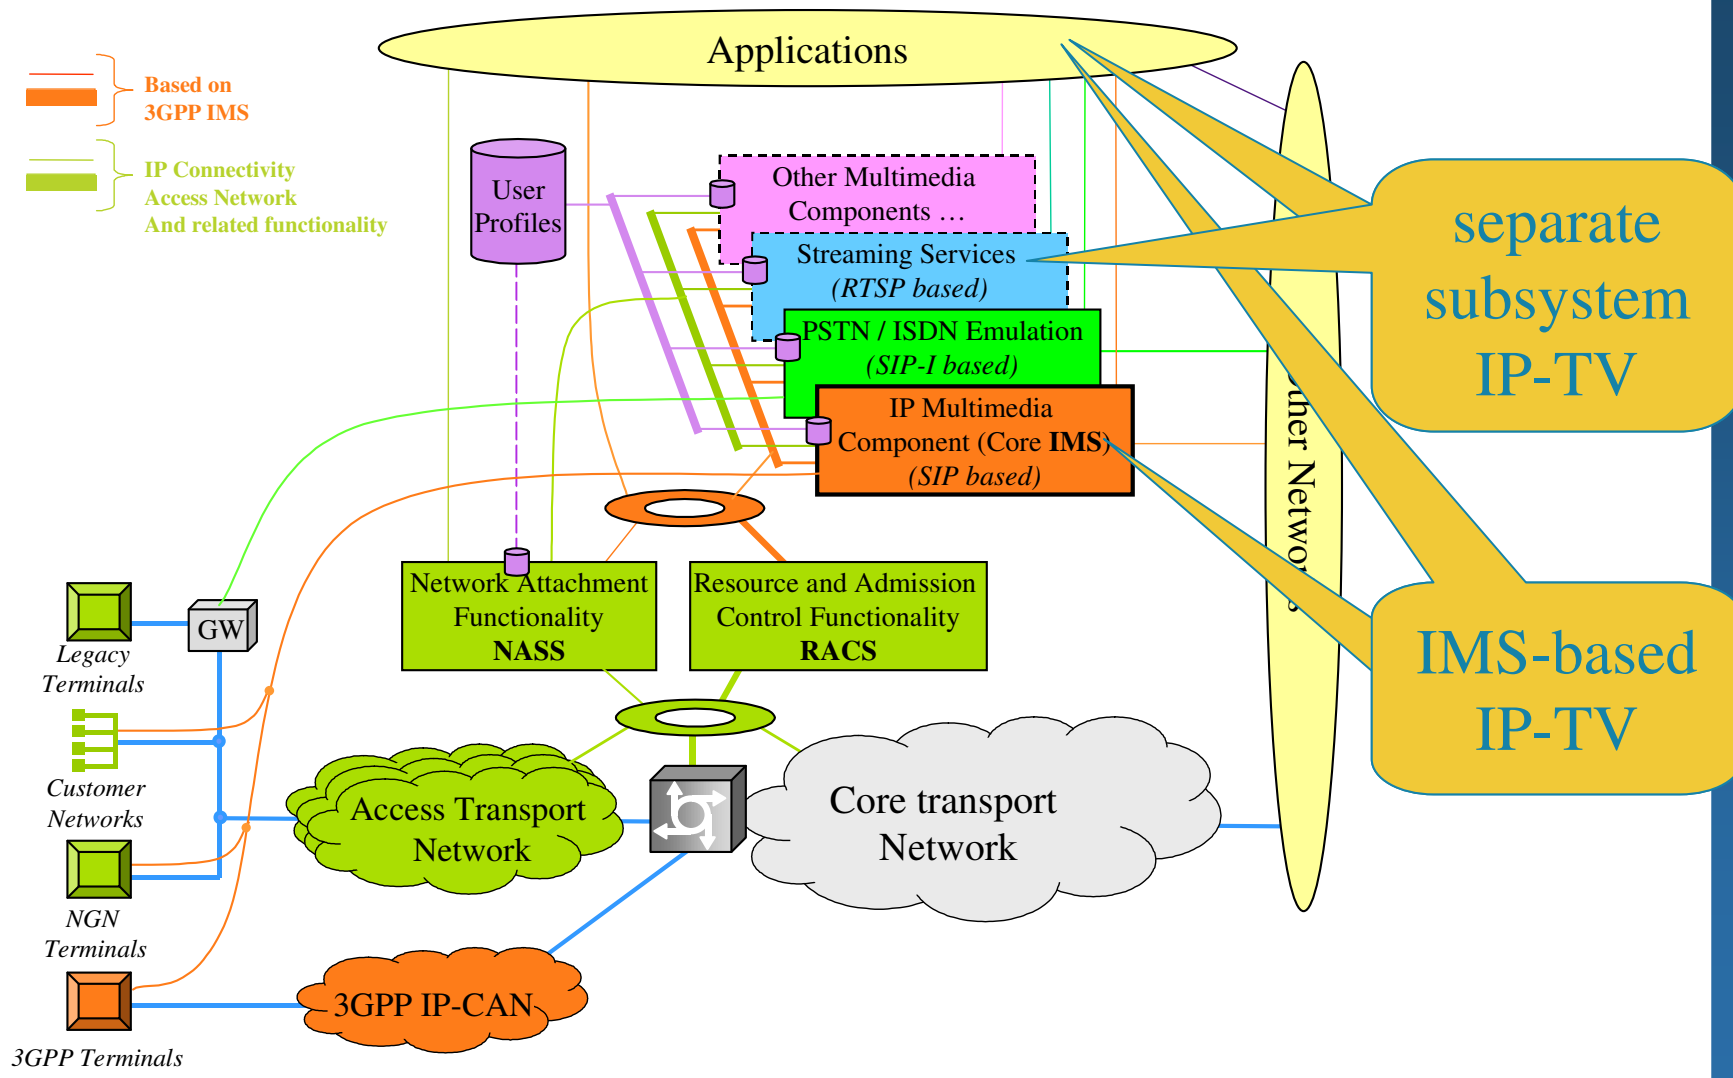 Applications
Based on
3GPP IMS
IP Connectivity
Access Network
And related functionality
User
Profiles
Other Multimedia
Components …
Streaming Services
(RTSP based)
PSTN / ISDN Emulation
(SIP-I based)
IP Multimedia
Component (Core IMS)
(SIP based)
separate
subsystem
IP-TV
Other Networks
IMS-based
IP-TV
Network Attachment
Functionality
NASS
Resource and Admission
Control Functionality
RACS
GW
Legacy
Terminals
Customer
Networks
NGN
Terminals
3GPP Terminals
Access Transport
Network
Core transport
Network
3GPP IP-CAN